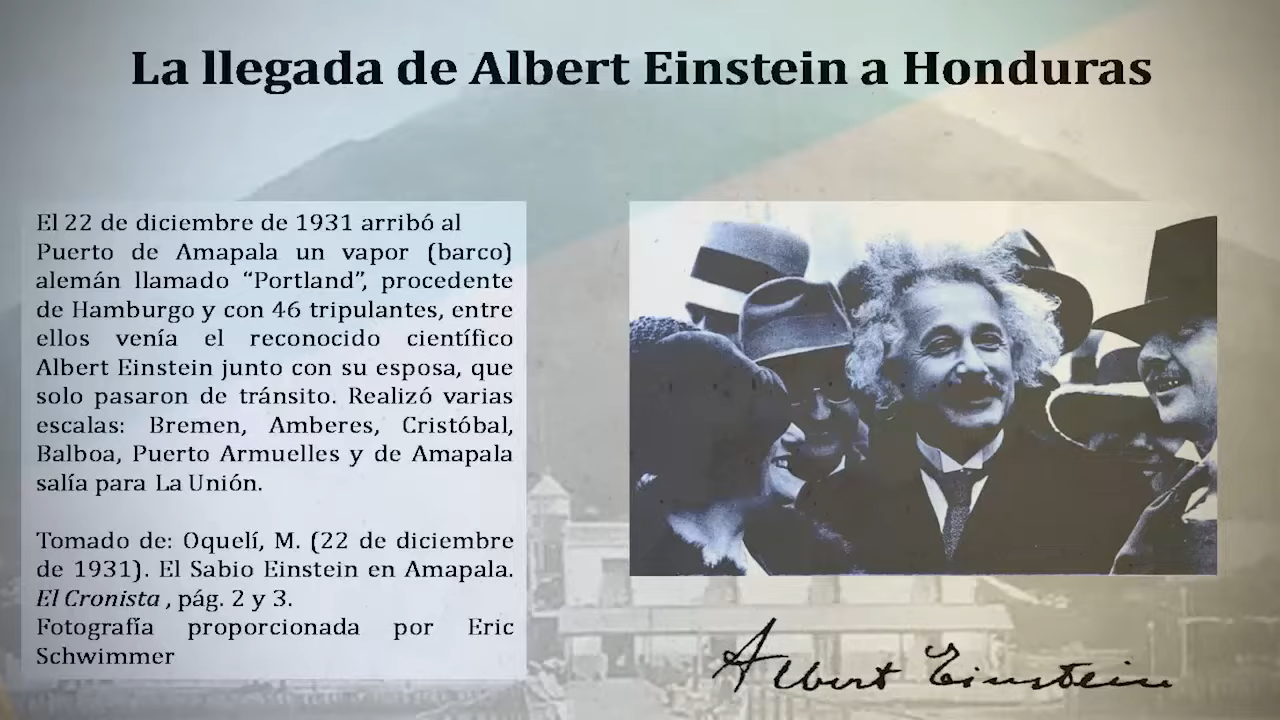 La llegada de Albert Einstein a Honduras
El 22 de diciembre de 1931 arribó al
Puerto de Amapala un vapor (barco)
alemán llamado “Portland”, procedente
de Hamburgo y con 46 tripulantes, entre
ellos venía el reconocido científico
Albert Einstein junto con su esposa, que
solo pasaron de tránsito. Realizó varias
escalas: Bremen, Amberes, Cristóbal,
Balboa, Puerto Armuelles y de Amapala
salía para La Unión.
Tomado de: Oquelí, M. (22 de diciembre
de 1931). El Sabio Einstein en Amapala.
El Cronista , pág. 2 y 3.
Fotografía proporcionada por Eric
Schwimmer
Albert Einstein